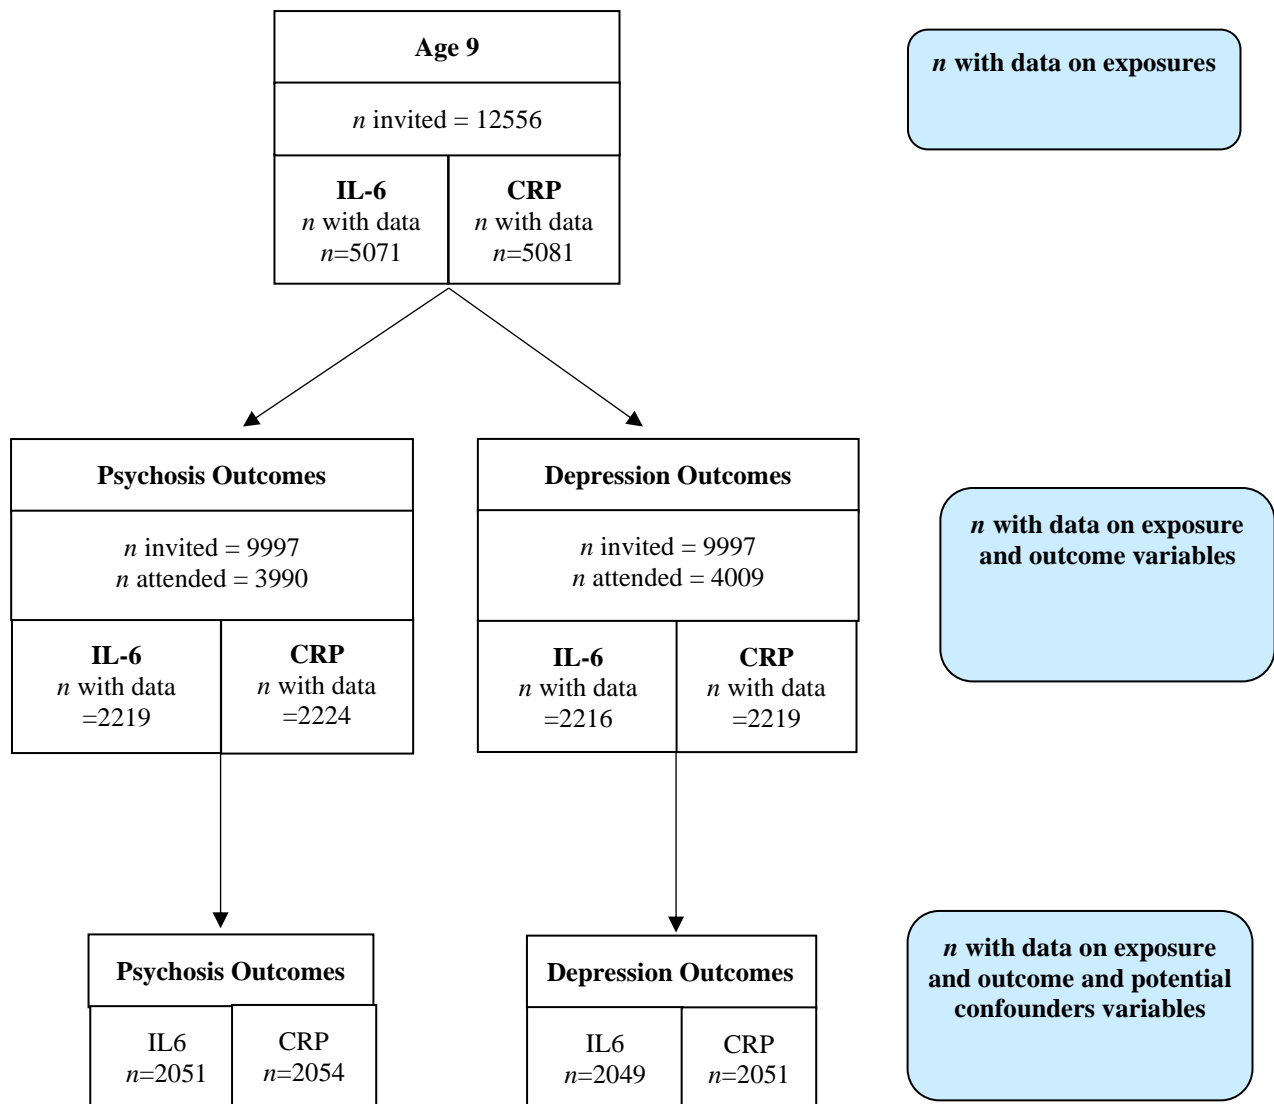 Age 9
n invited = 12556
IL-6
n with data
n=5071
CRP
n with data
n=5081
n with data on exposures
Psychosis Outcomes
n invited = 9997
n attended = 3990
IL-6
n with data
=2219
CRP
n with data
=2224
Depression Outcomes
n invited = 9997
n attended = 4009
IL-6
n with data
=2216
CRP
n with data
=2219
n with data on exposure
and outcome variables
Psychosis Outcomes
IL6
n=2051
CRP
n=2054
Depression Outcomes
IL6
n=2049
CRP
n=2051
n with data on exposure
and outcome and potential
confounders variables